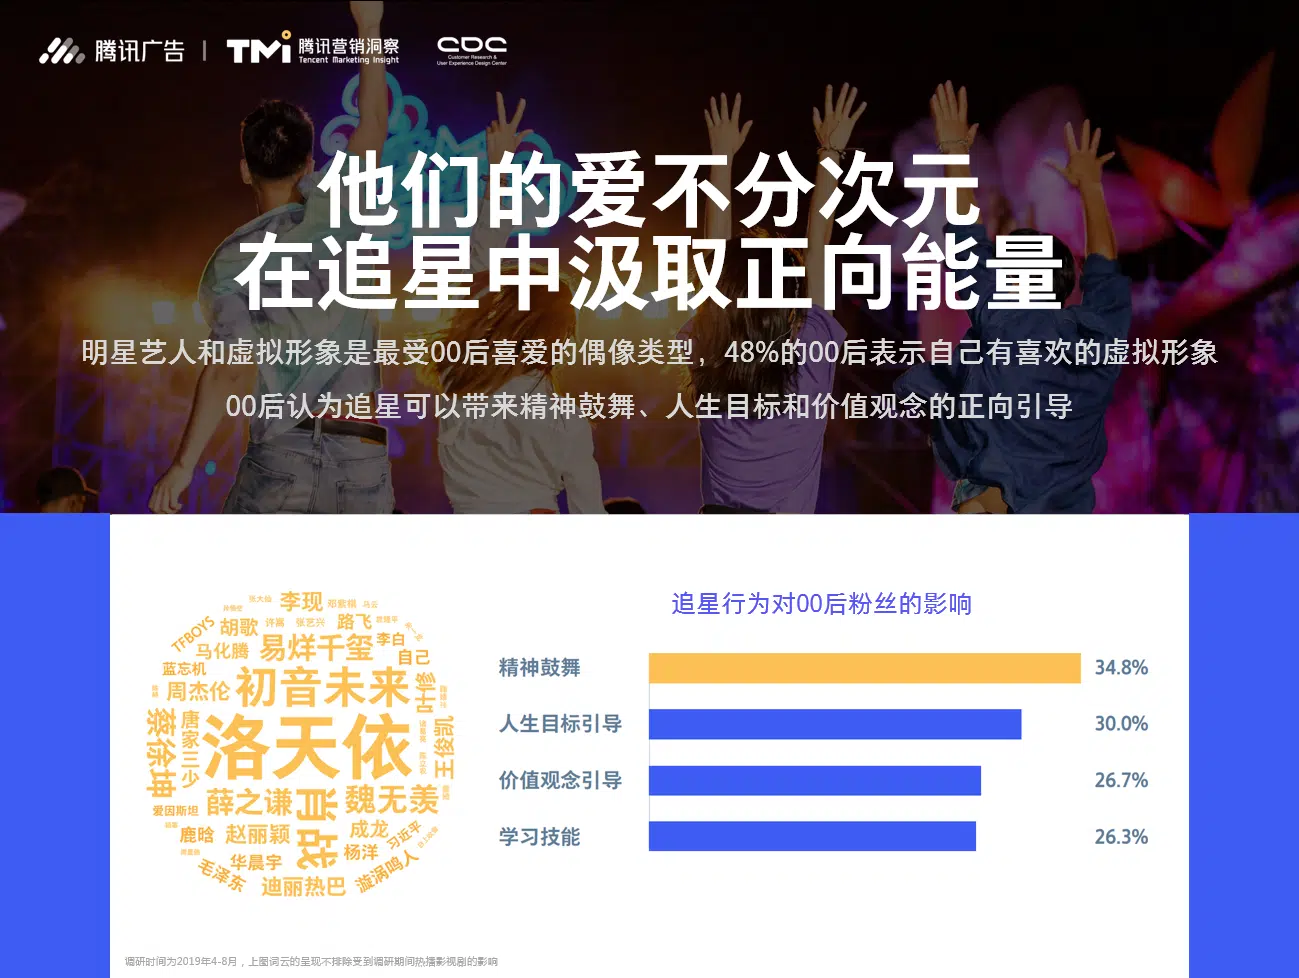 腾讯广告 | TMI 腾讯营销洞察 CDC
Tencent Marketing Insight
Customer Research &
User Experience Design Center
他们的爱不分次元
在追星中汲取正向能量
明星艺人和虚拟形象是最受00后喜爱的偶像类型，48%的00后表示自己有喜欢的虚拟形象
00后认为追星可以带来精神鼓舞、人生目标和价值观念的正向引导
张大仙
李现
邓紫棋
马云
TFBOYS
胡歌
许嵩
张艺兴
路飞
李白
马化腾
易烊千玺
自己
蓝忘机
周杰伦
初音未来
叶修
蔡徐坤
唐家三少
洛天依
王俊凯
爱因斯坦
薛之谦
肖战
魏无羡
鹿晗
赵丽颖
成龙
习近平
毛泽东
华晨宇
杨洋
漩涡鸣人
迪丽热巴
追星行为对00后粉丝的影响
精神鼓舞 34.8%
人生目标引导 30.0%
价值观念引导 26.7%
学习技能 26.3%
调研时间为2019年4-8月，上图词云的呈现不排除受到调研期间热播影视剧的影响